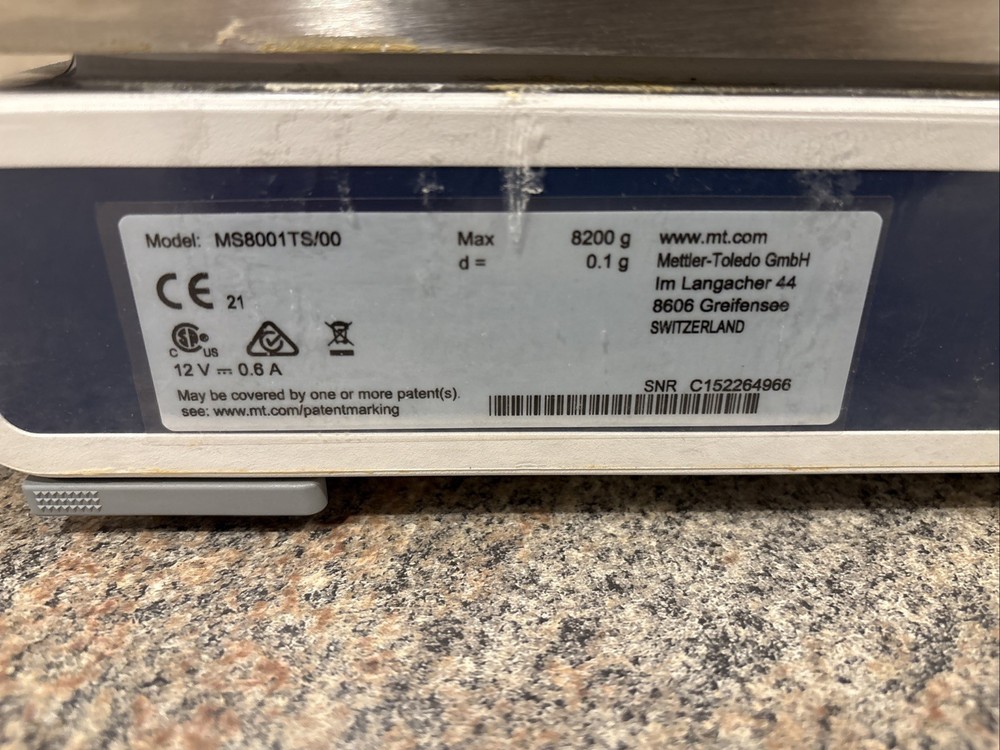 Model: MS8001TS/00
Max 8200 g
d = 0.1 g
www.mt.com
Mettler-Toledo GmbH
Im Langacher 44
8606 Greifensee
SWITZERLAND
CE 21
C SP® US
12 V ⎓ 0.6 A
May be covered by one or more patent(s).
see: www.mt.com/patentmarking
SNR C152264966